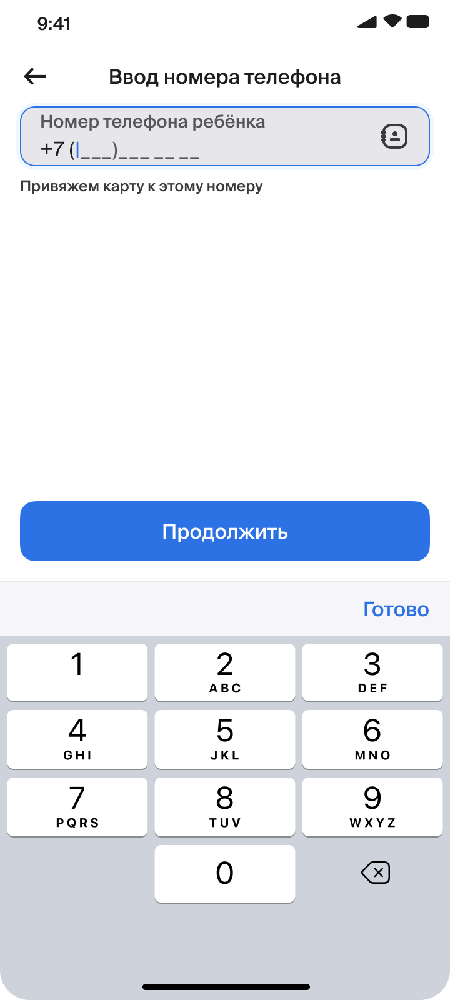 9:41
Ввод номера телефона
Номер телефона ребёнка
+7 (|___)___ __ __
Привяжем карту к этому номеру
Продолжить
Готово
1
2
ABC
3
DEF
4
GHI
5
JKL
6
MNO
7
PQRS
8
TUV
9
WXYZ
0